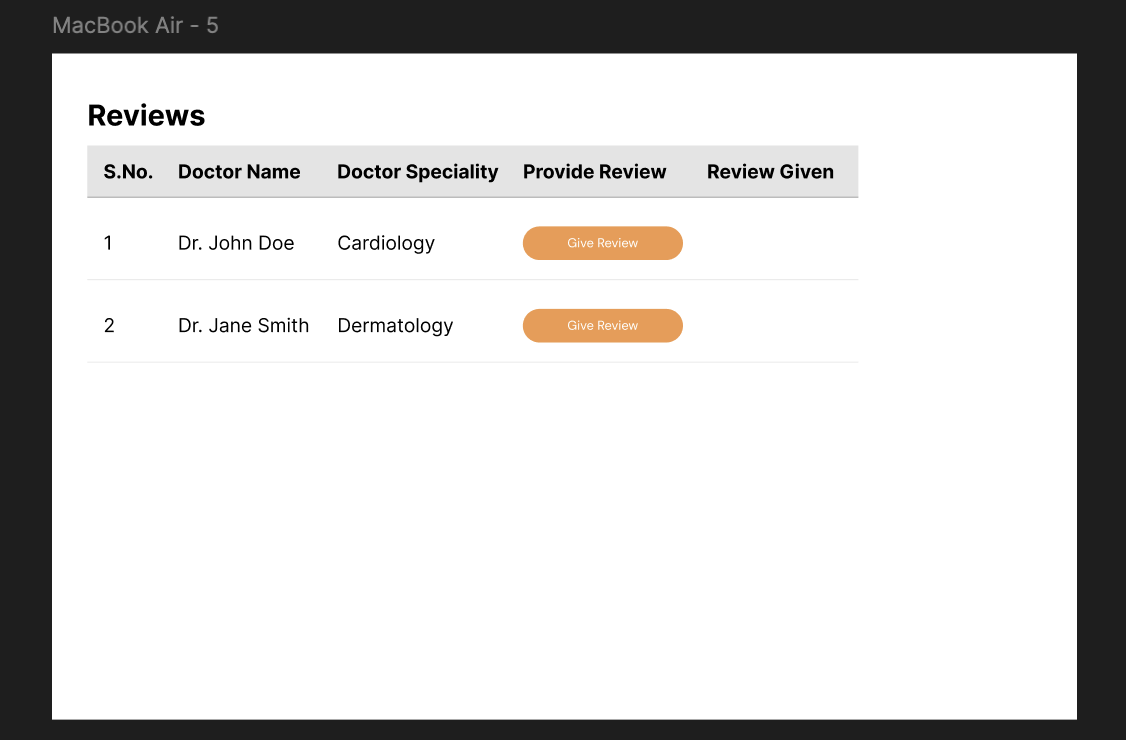 MacBook Air - 5
Reviews
S.No. Doctor Name Doctor Speciality Provide Review Review Given
1 Dr. John Doe Cardiology Give Review
2 Dr. Jane Smith Dermatology Give Review